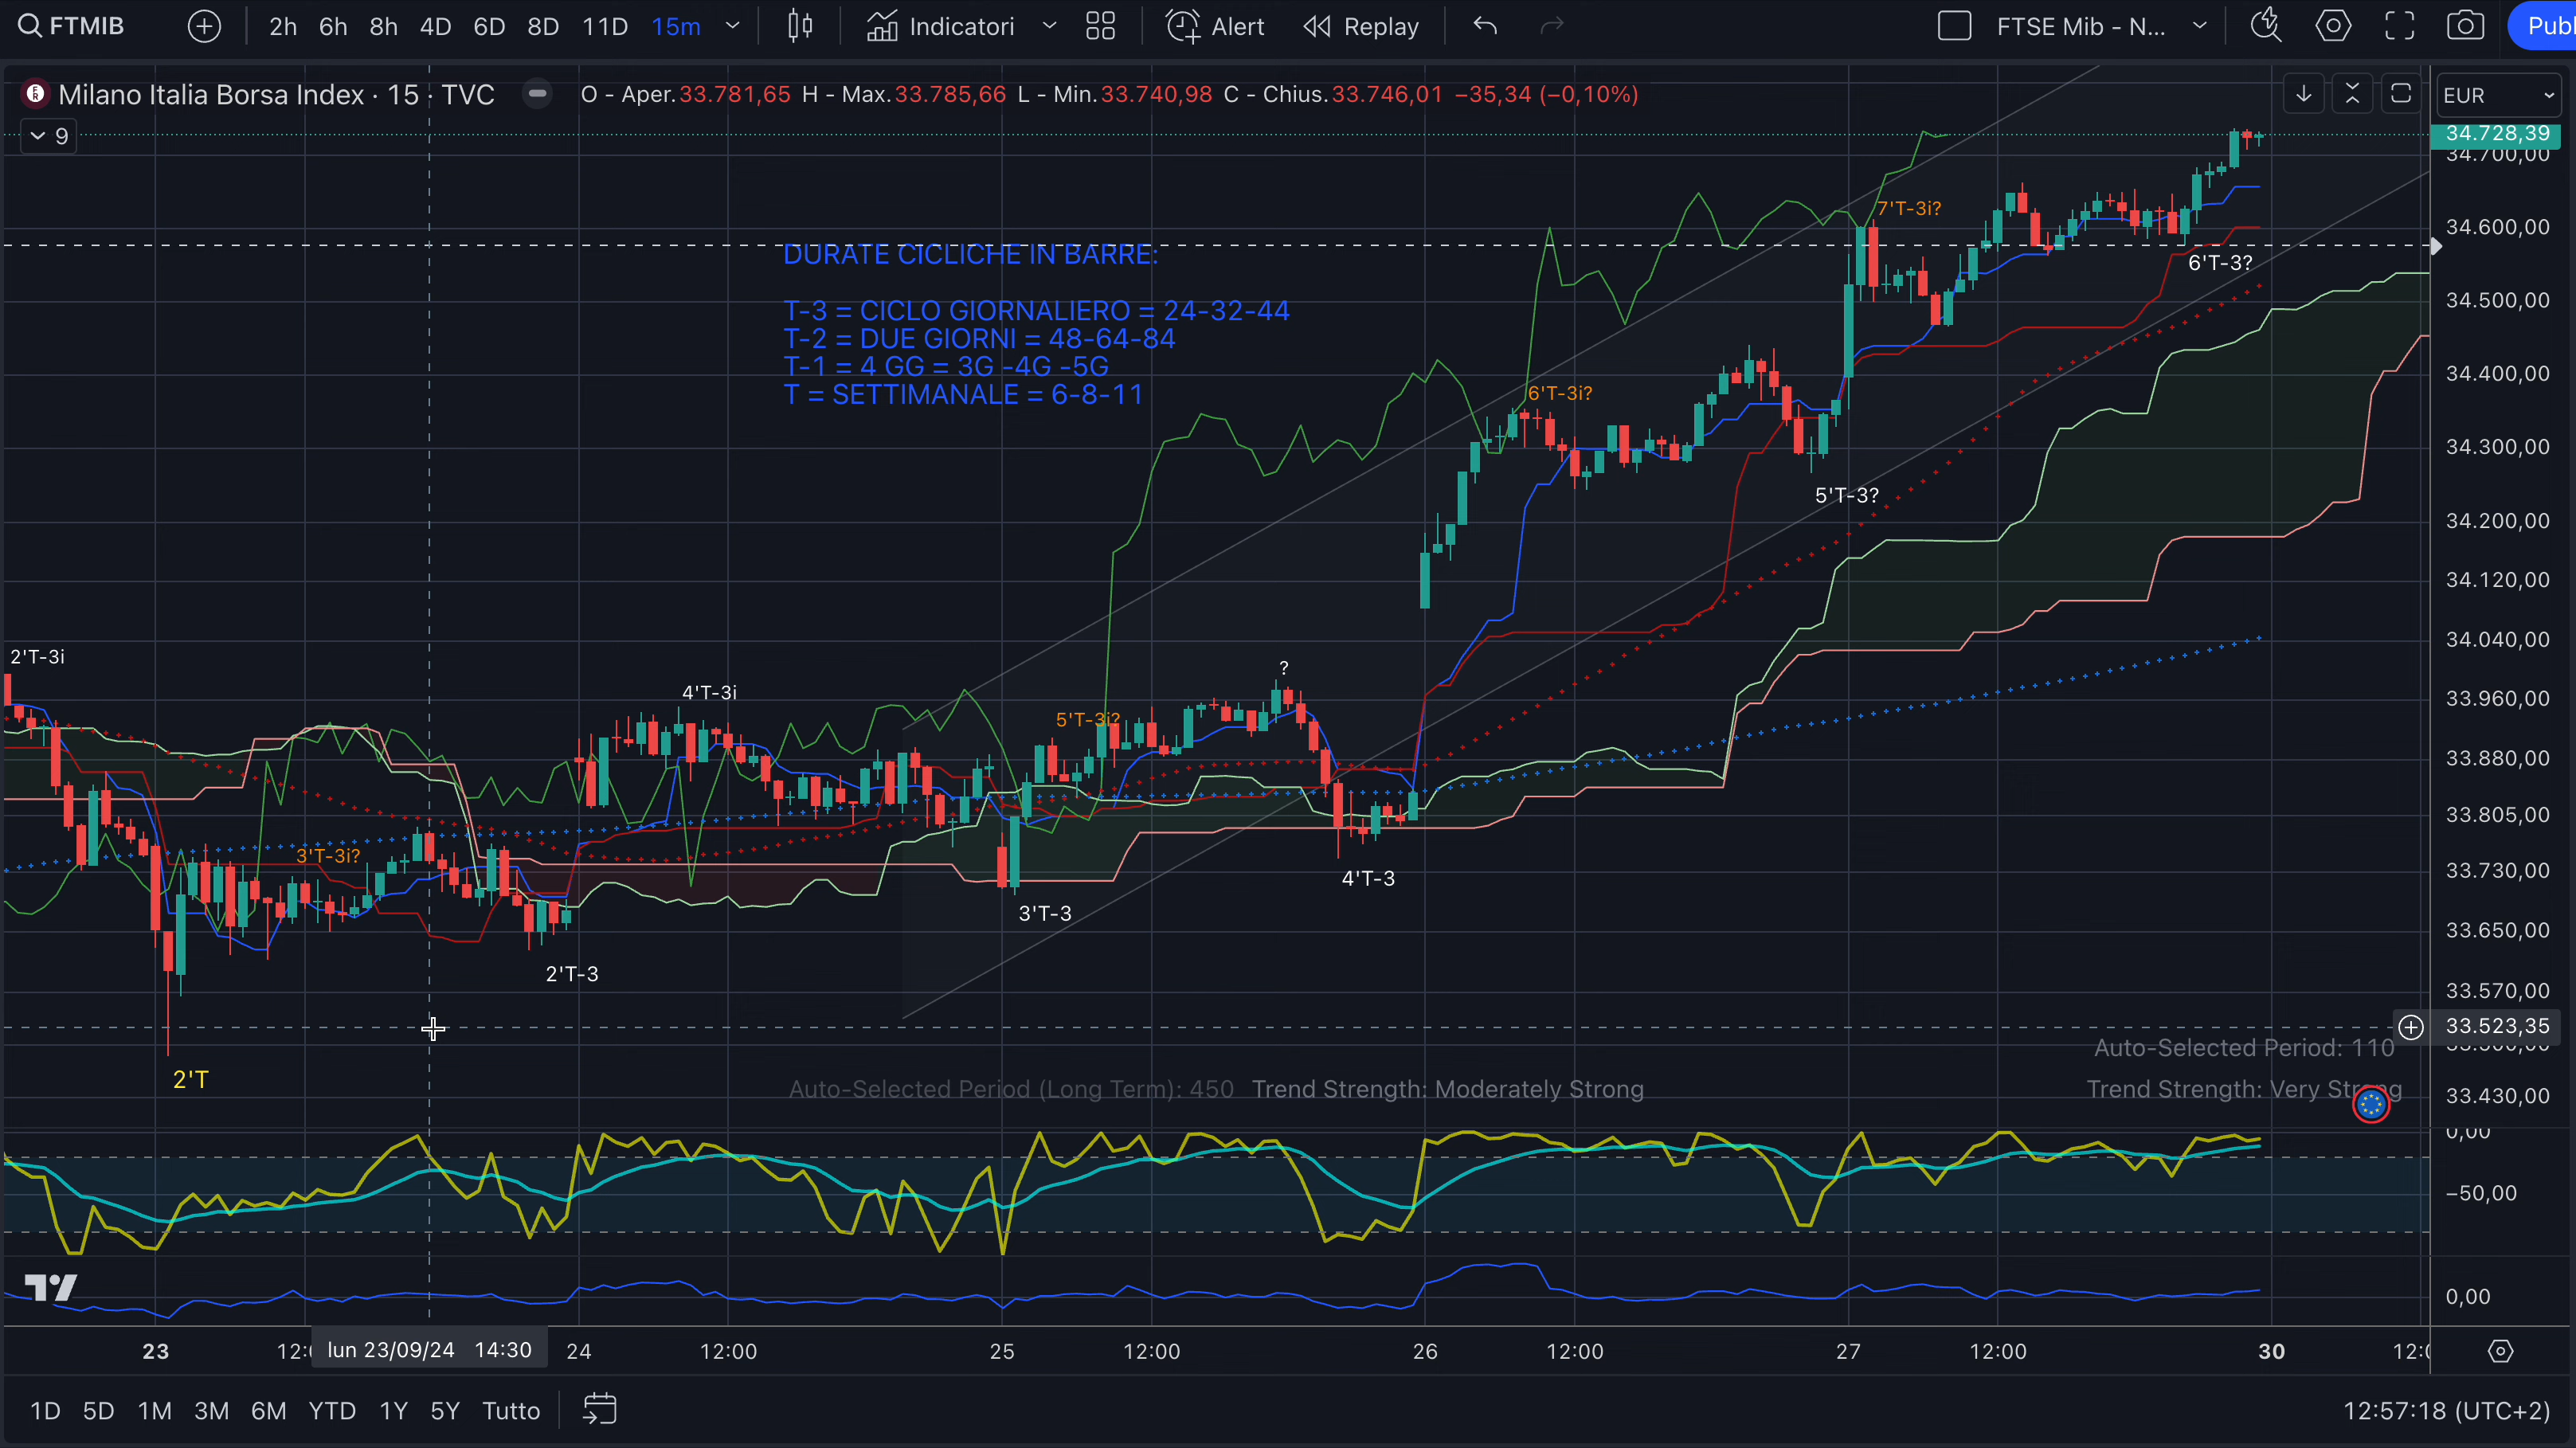 FTMIB 2h 6h 8h 4D 6D 8D 11D 15m Indicatori Alert Replay FTSE Mib - N... Publ
Milano Italia Borsa Index · 15 · TVC O - Aper.33.781,65 H - Max.33.785,66 L - Min.33.740,98 C - Chius.33.746,01 −35,34 (−0,10%) EUR
9
34.728,39
34.700,00
7'T-3i?
34.600,00
DURATE CICLICHE IN BARRE:
6'T-3?
34.500,00
T-3 = CICLO GIORNALIERO = 24-32-44
T-2 = DUE GIORNI = 48-64-84
T-1 = 4 GG = 3G -4G -5G
34.400,00
T = SETTIMANALE = 6-8-11
6'T-3i?
34.300,00
5'T-3?
34.200,00
34.120,00
34.040,00
2'T-3i
?
4'T-3i
33.960,00
5'T-3i?
33.880,00
33.805,00
3'T-3i?
33.730,00
4'T-3
3'T-3
33.650,00
2'T-3
33.570,00
33.523,35
Auto-Selected Period: 110
2'T
Auto-Selected Period (Long Term): 450 Trend Strength: Moderately Strong Trend Strength: Very Strong
33.430,00
0,00
−50,00
0,00
23 12:0 lun 23/09/24 14:30 24 12:00 25 12:00 26 12:00 27 12:00 30 12:0
1D 5D 1M 3M 6M YTD 1Y 5Y Tutto 12:57:18 (UTC+2)